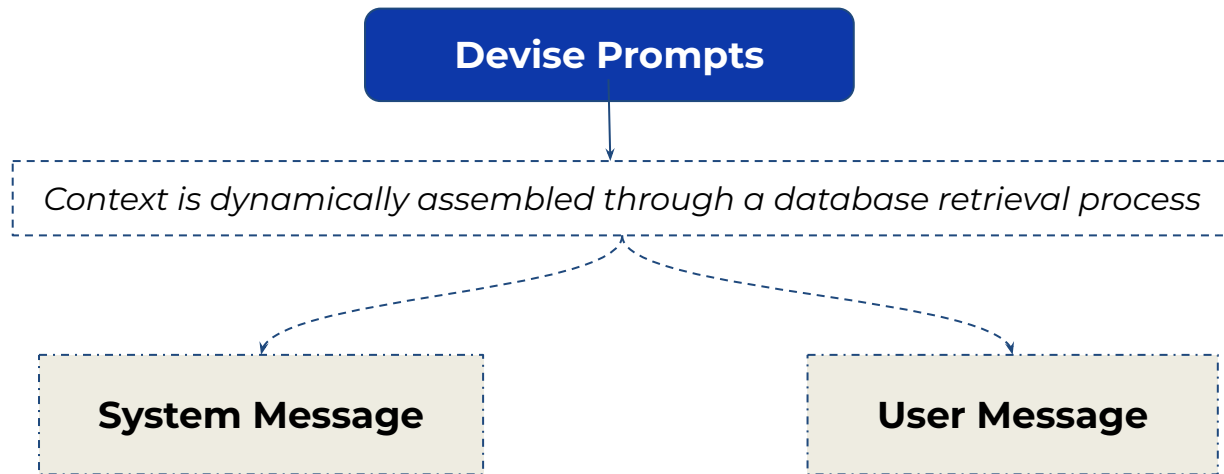 Devise Prompts
Context is dynamically assembled through a database retrieval process
System Message
User Message